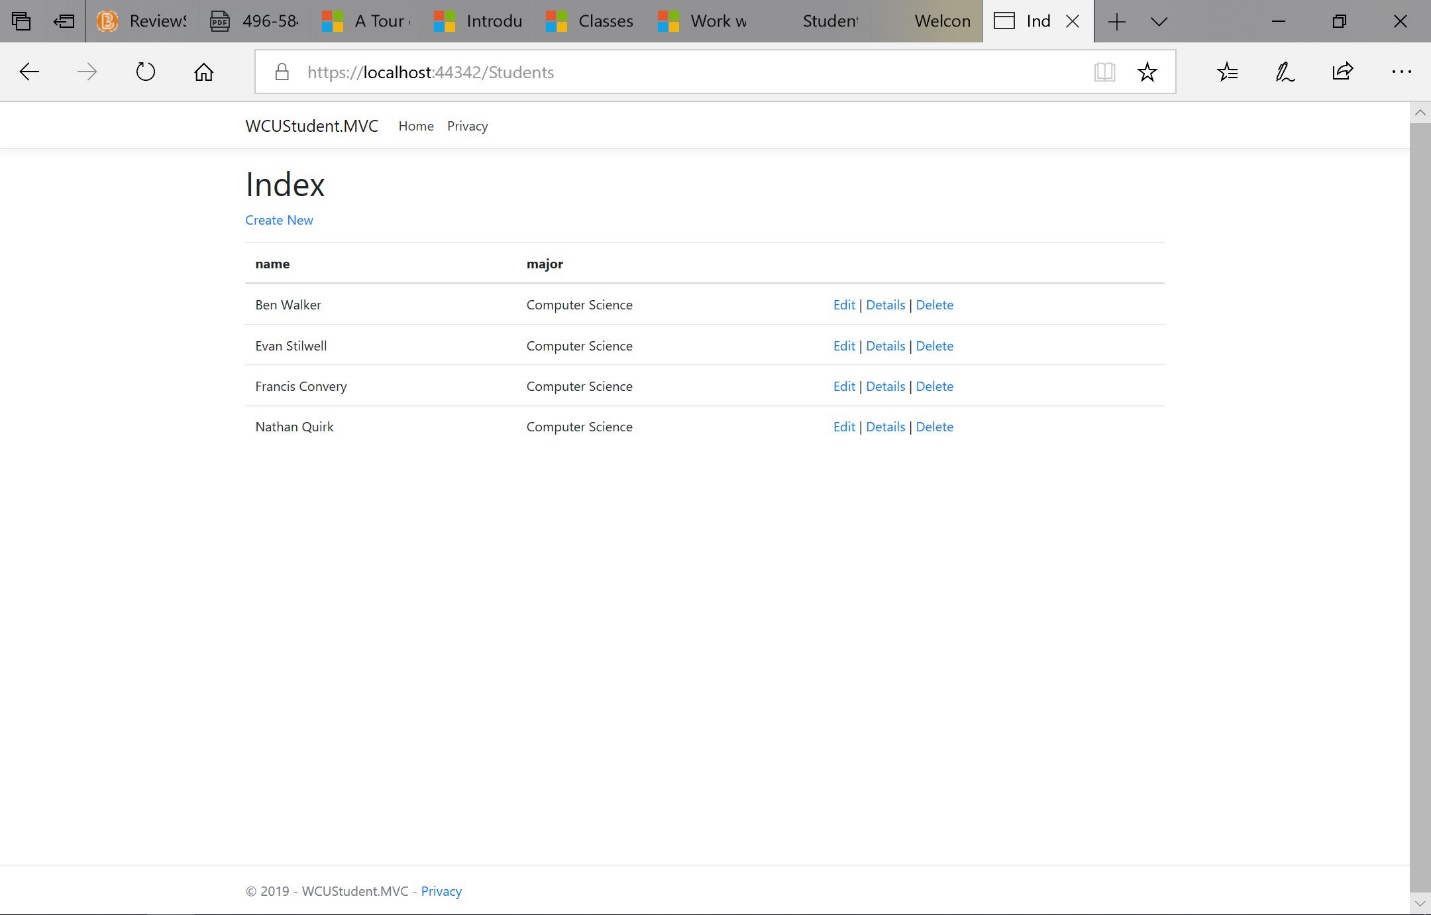 ReviewS 496-58 A Tour Introdu Classes Work w Student Welcon Ind
https://localhost:44342/Students
WCUStudent.MVC Home Privacy
Index
Create New
name major
Ben Walker Computer Science Edit | Details | Delete
Evan Stilwell Computer Science Edit | Details | Delete
Francis Convery Computer Science Edit | Details | Delete
Nathan Quirk Computer Science Edit | Details | Delete
© 2019 - WCUStudent.MVC - Privacy